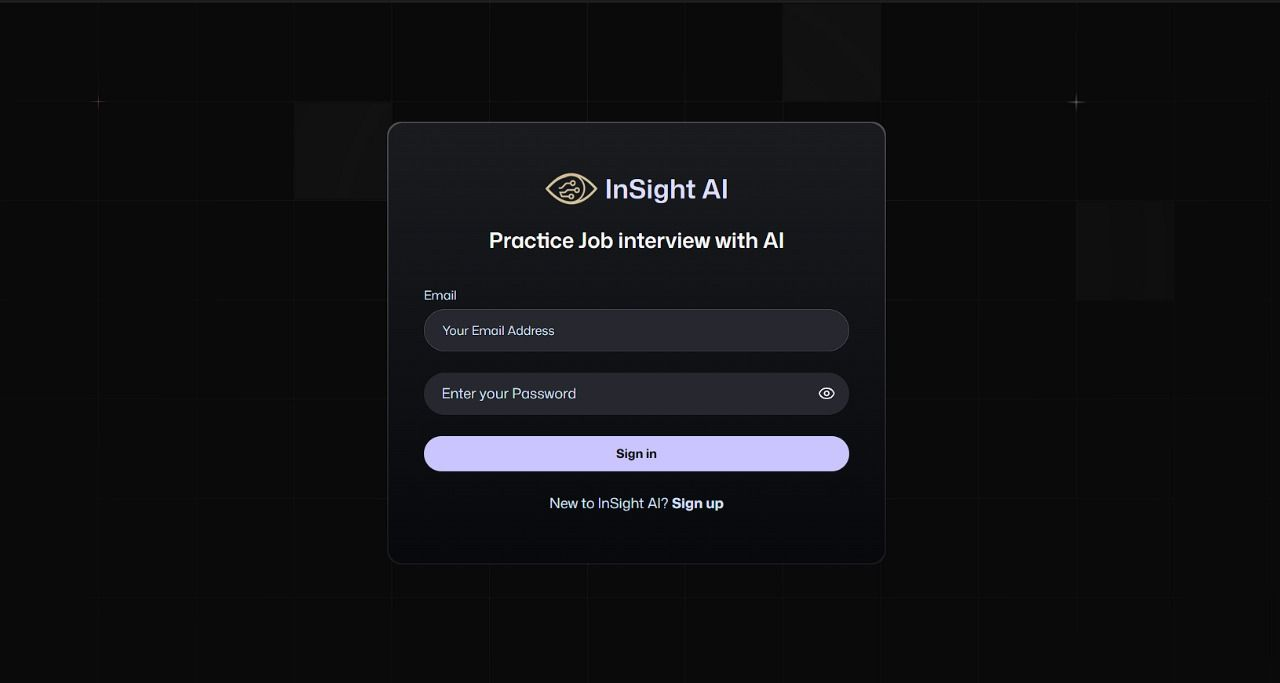 InSight AI
Practice Job interview with AI
Email
Your Email Address
Enter your Password
Sign in
New to InSight AI? Sign up